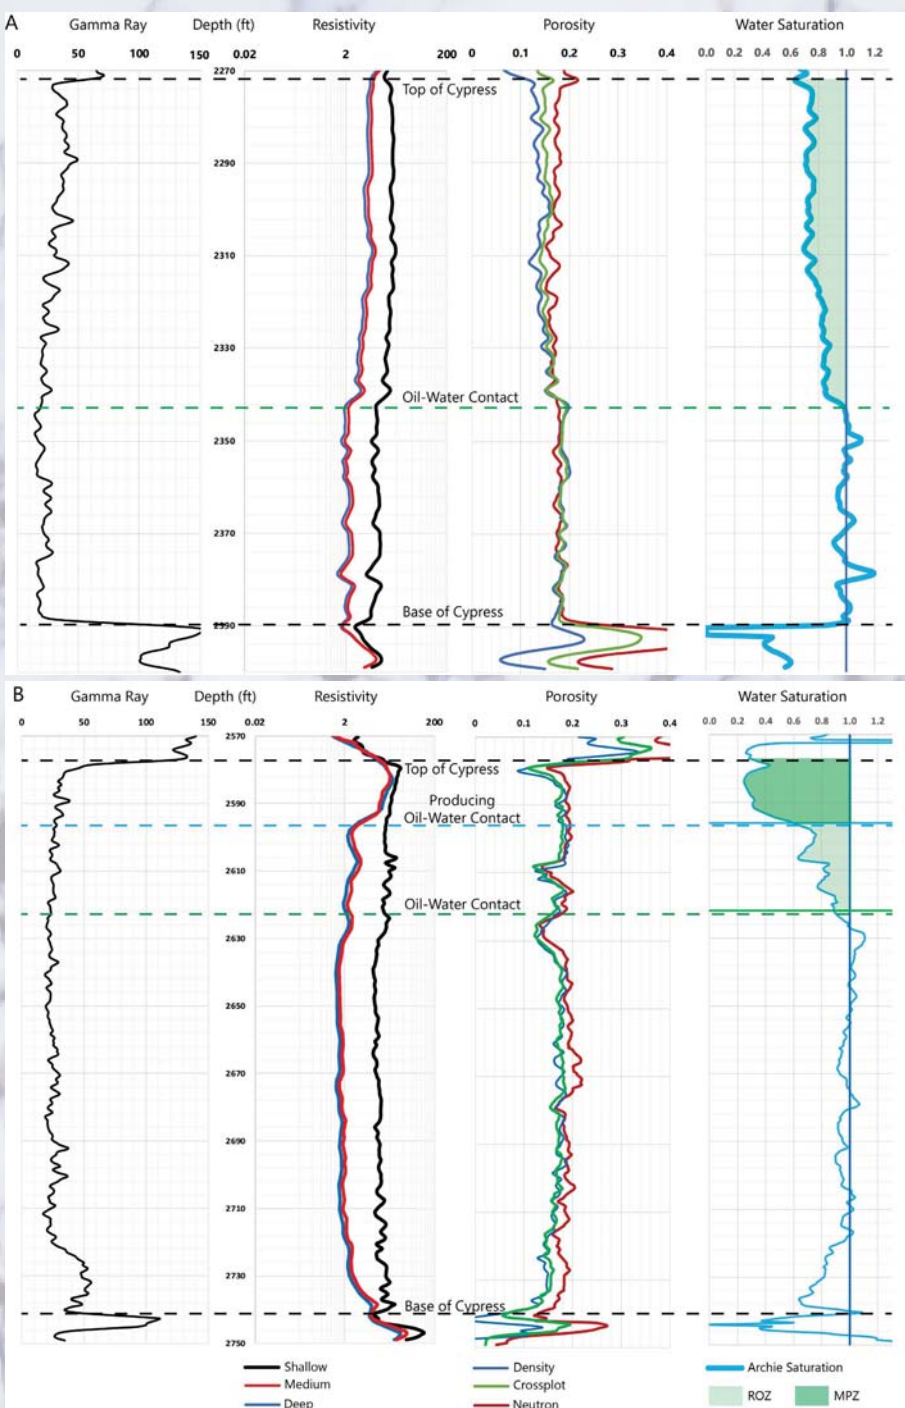 A
Gamma Ray Depth (ft) Resistivity Porosity Water Saturation
0 50 100 150 0.02 2 200 0 0.1 0.2 0.3 0.4 0.0 0.2 0.4 0.6 0.8 1.0 1.2
2270
Top of Cypress
2290
2310
2330
Oil-Water Contact
2350
2370
Base of Cypress
2390
B
Gamma Ray Depth (ft) Resistivity Porosity Water Saturation
0 50 100 150 0.02 2 200 0 0.1 0.2 0.3 0.4 0.0 0.2 0.4 0.6 0.8 1.0 1.2
2570
Top of Cypress
2590
Producing
Oil-Water Contact
2610
Oil-Water Contact
2630
2650
2670
2690
2710
2730
Base of Cypress
2750
Shallow Density Archie Saturation
Medium Crossplot ROZ MPZ
Deep Neutron